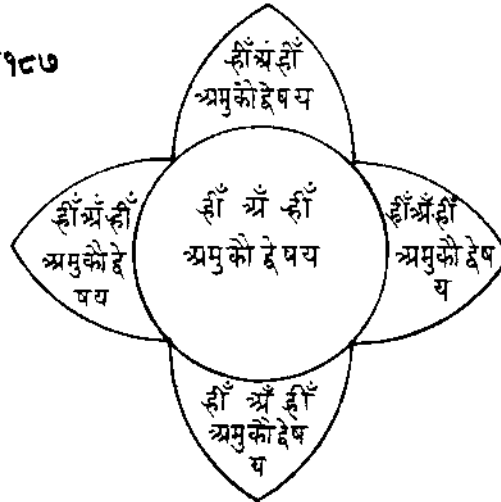 १८७
ह्रीँ अं ह्रीँ
अमुकौ द्वेषय
ह्रीँ अं ह्रीँ
अमुकौ द्वे
षय
ह्रीँ अँ ह्रीँ
अमुकौ द्वेषय
ह्रीँ अँ ह्रीँ
अमुकौ द्वेष
य
ह्रीँ अँ ह्रीँ
अमुकौ द्वेष
य